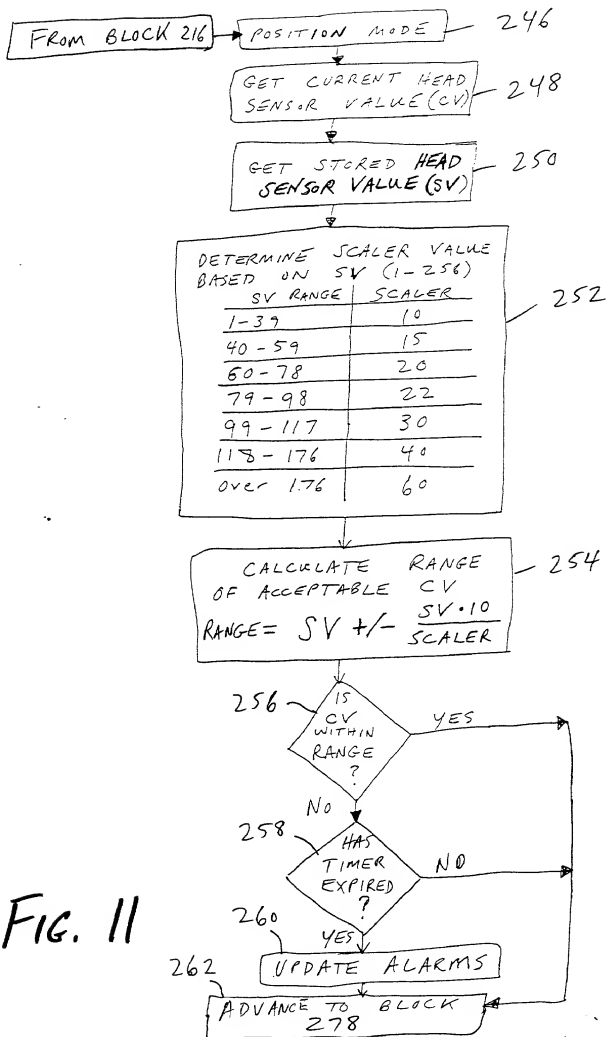 FROM BLOCK 216
POSITION MODE
246
GET CURRENT HEAD
SENSOR VALUE (CV)
248
GET STORED HEAD
SENSOR VALUE (SV)
250
DETERMINE SCALER VALUE
BASED ON SV (1-256)
SV RANGE SCALER
1-39 10
40-59 15
60-78 20
79-98 22
99-117 30
118-176 40
over 1.76 60
252
CALCULATE RANGE
OF ACCEPTABLE CV
RANGE = SV +/- SV•10
SCALER
254
256
IS
CV
WITHIN
RANGE
?
YES
NO
258
HAS
TIMER
EXPIRED
?
NO
YES
260
UPDATE ALARMS
262
ADVANCE TO BLOCK
278
FIG. 11